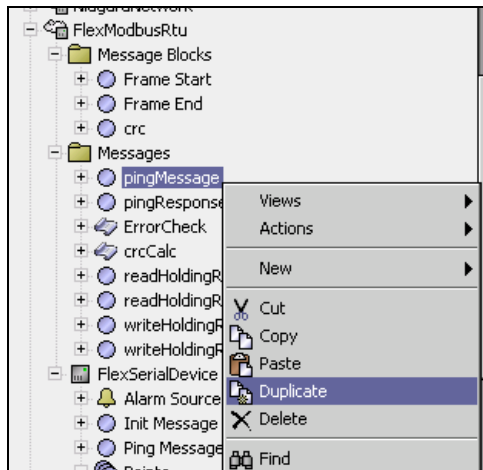 FlexModbusRtu
Message Blocks
Frame Start
Frame End
crc
Messages
pingMessage
pingResponse
ErrorCheck
crcCalc
readHoldingR
readHoldingR
writeHoldingR
writeHoldingR
FlexSerialDevice
Alarm Source
Init Message
Ping Message
Views
Actions
New
Cut
Copy
Paste
Duplicate
Delete
Find